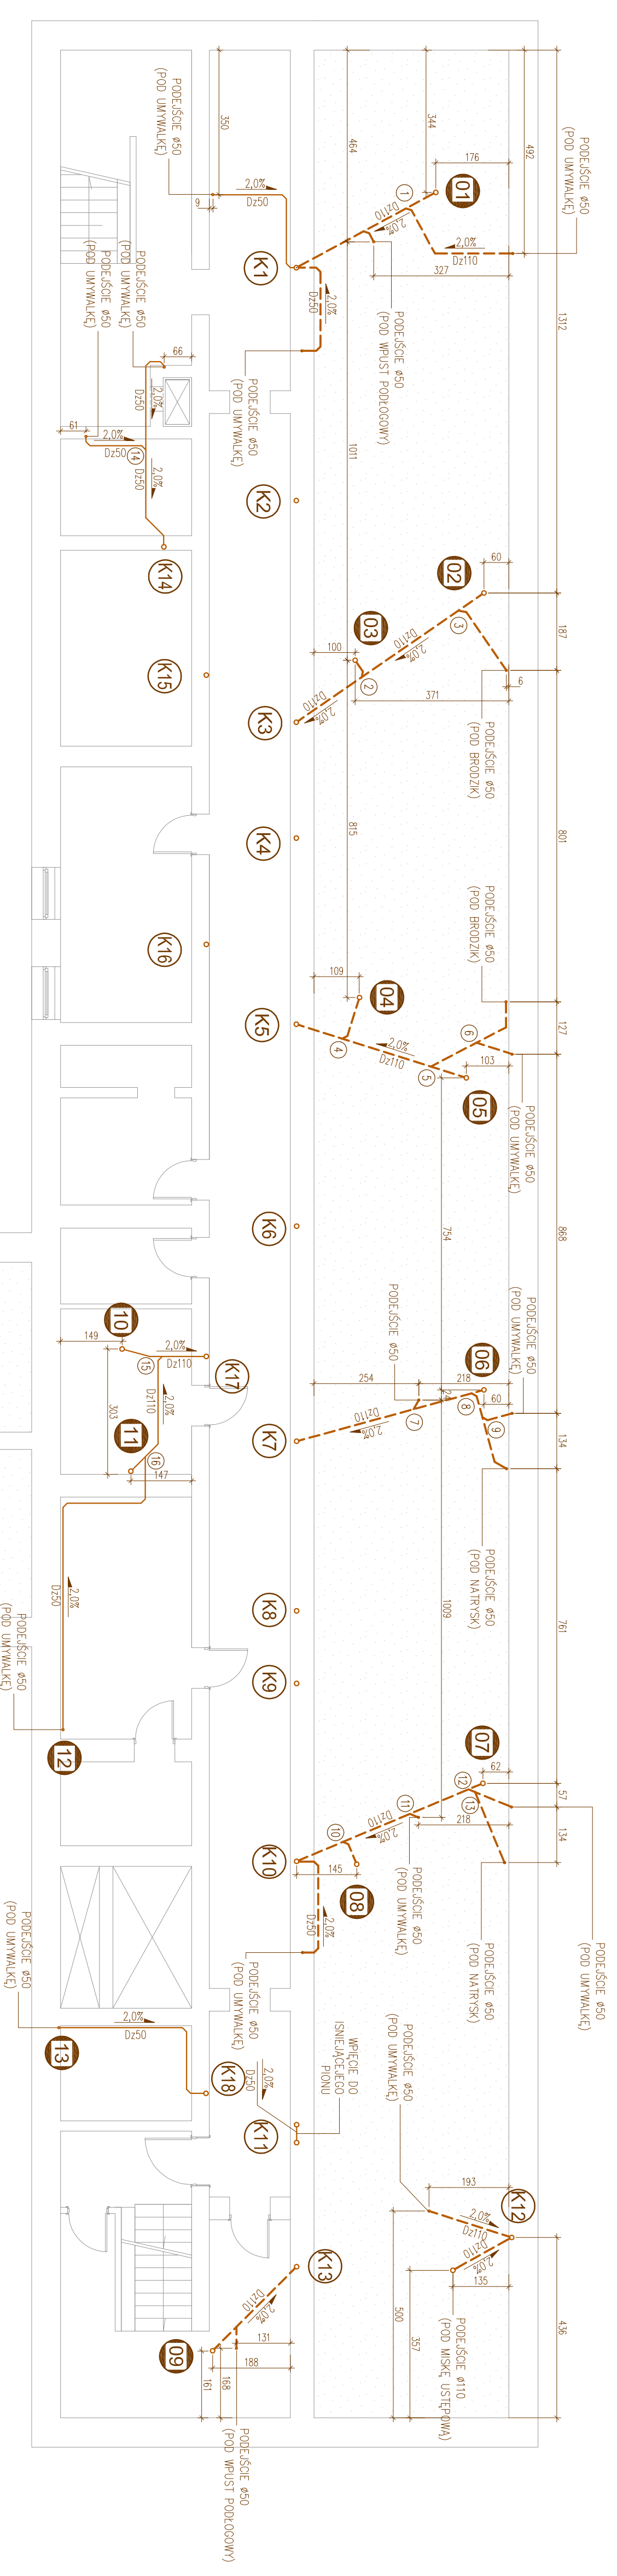 PODEJŚCIE ø50
(POD UMYWALKĘ)
492
1312
176
344
350
464
PODEJŚCIE ø50
(POD UMYWALKĘ)
01
1
Dz110
2,0%
2,0%
Dz110
327
2,0%
Dz50
9
K1
2,0%
Dz50
PODEJŚCIE ø50
(POD WPUST PODŁOGOWY)
PODEJŚCIE ø50
(POD UMYWALKĘ)
PODEJŚCIE ø50
(POD UMYWALKĘ)
PODEJŚCIE ø50
(POD UMYWALKĘ)
66
2,0%
Dz50
61
2,0%
Dz50
14
2,0%
Dz50
K14
1011
K2
60
02
187
3
03
100
Dz110
2,0%
2
371
6
Dz110
2,0%
K3
K15
PODEJŚCIE ø50
(POD BRODZIK)
815
801
K4
K16
PODEJŚCIE ø50
(POD BRODZIK)
109
04
127
K5
4
2,0%
Dz110
5
6
103
05
PODEJŚCIE ø50
(POD UMYWALKĘ)
754
868
K6
PODEJŚCIE ø50
PODEJŚCIE ø50
(POD UMYWALKĘ)
10
149
15
2,0%
Dz110
K17
303
Dz110
2,0%
11
16
147
254
218
24
06
60
8
9
7
134
Dz110
2,0%
K7
PODEJŚCIE ø50
(POD NATRYSK)
2,0%
Dz50
PODEJŚCIE ø50
(POD UMYWALKĘ)
12
1009
761
K8
K9
07
62
57
12
13
11
218
134
Dz110
2,0%
10
K10
145
08
PODEJŚCIE ø50
(POD UMYWALKĘ)
PODEJŚCIE ø50
(POD NATRYSK)
PODEJŚCIE ø50
(POD UMYWALKĘ)
2,0%
Dz50
PODEJŚCIE ø50
(POD UMYWALKĘ)
PODEJŚCIE ø50
(POD UMYWALKĘ)
2,0%
Dz50
13
K18
2,0%
Dz50
WPIĘCIE DO
ISNIEJĄCEJEGO
PIONU
K11
PODEJŚCIE ø50
(POD UMYWALKĘ)
193
K12
2,0%
Dz110
Dz110
2,0%
135
436
500
357
PODEJŚCIE ø110
(POD MISKĘ USTĘPOWĄ)
K13
Dz110
2,0%
131
188
09
168
161
PODEJŚCIE ø50
(POD WPUST PODŁOGOWY)